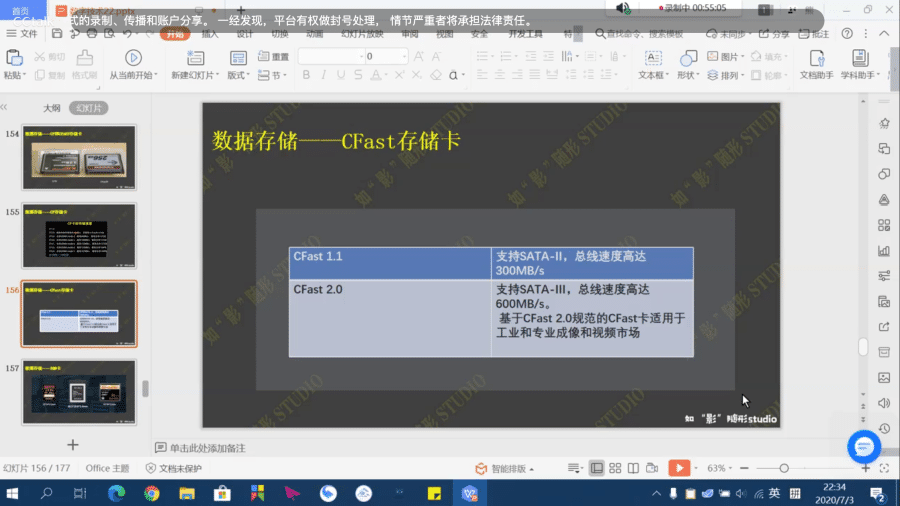 首页
技术22.pptx
式的录制、传播和账户分享。 一经发现，平台有权做封号处理， 情节严重者将承担法律责任。
录制中 00:55:05
文件
开始
插入
设计
切换
动画
幻灯片放映
审阅
视图
安全
开发工具
特
查找命令、搜索模板
未同步
分享
批注
粘贴
剪切
复制
格式刷
从当前开始
新建幻灯片
版式
重置
节
0
B I U S A
文本框
形状
图片
排列
填充
轮廓
文档助手
学科助手
大纲
幻灯片
154
155
156
157
数据存储——CFast存储卡
CFast 1.1
支持SATA-II，总线速度高达
300MB/s
CFast 2.0
支持SATA-III，总线速度高达
600MB/s。
基于CFast 2.0规范的CFast卡适用于
工业和专业成像和视频市场
如“影”随形studio
单击此处添加备注
幻灯片 156 / 177
Office 主题
文档未保护
智能排版
63%
英
22:34
2020/7/3
2